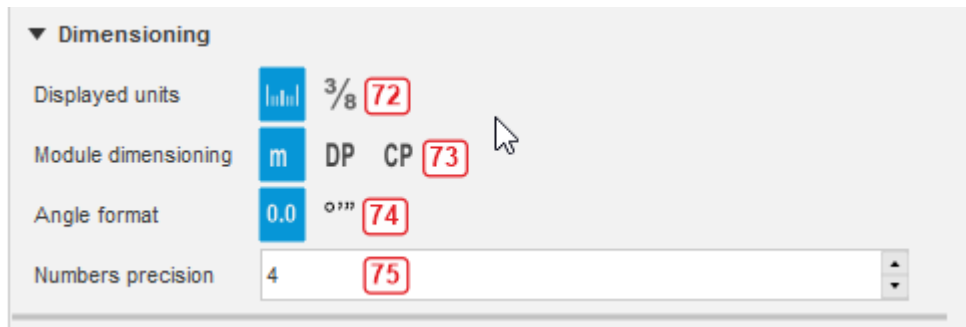 ▼ Dimensioning
Displayed units ⅜ 72
Module dimensioning m DP CP 73
Angle format 0.0 °'" 74
Numbers precision 4 75